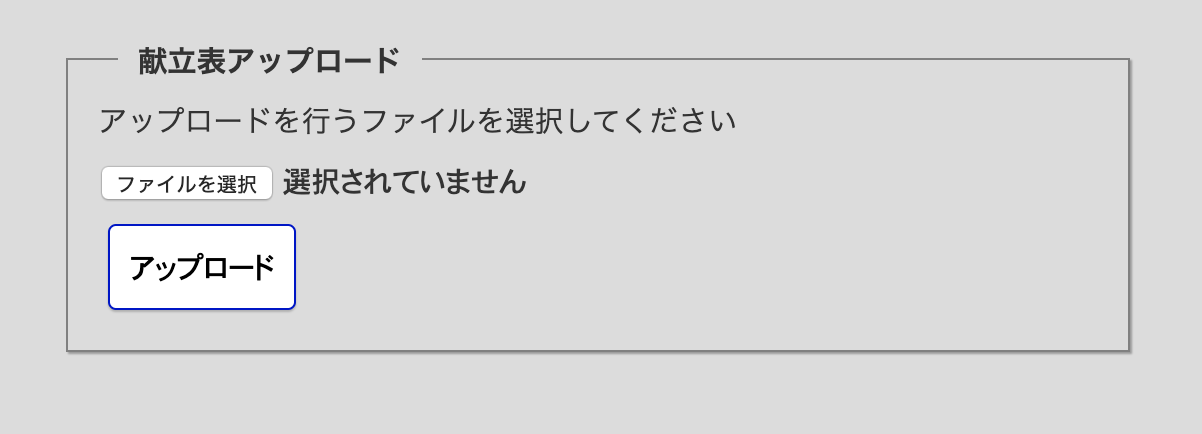 献立表アップロード
アップロードを行うファイルを選択してください
ファイルを選択 選択されていません
アップロード